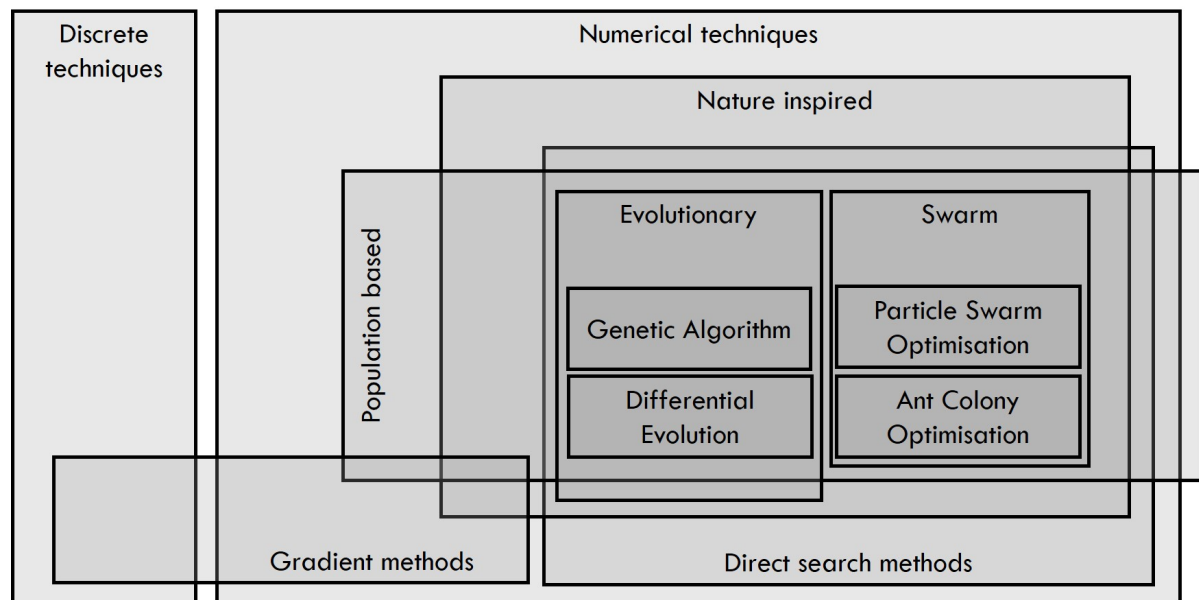 Discrete
techniques
Numerical techniques
Nature inspired
Population based
Evolutionary
Genetic Algorithm
Differential
Evolution
Swarm
Particle Swarm
Optimisation
Ant Colony
Optimisation
Gradient methods
Direct search methods